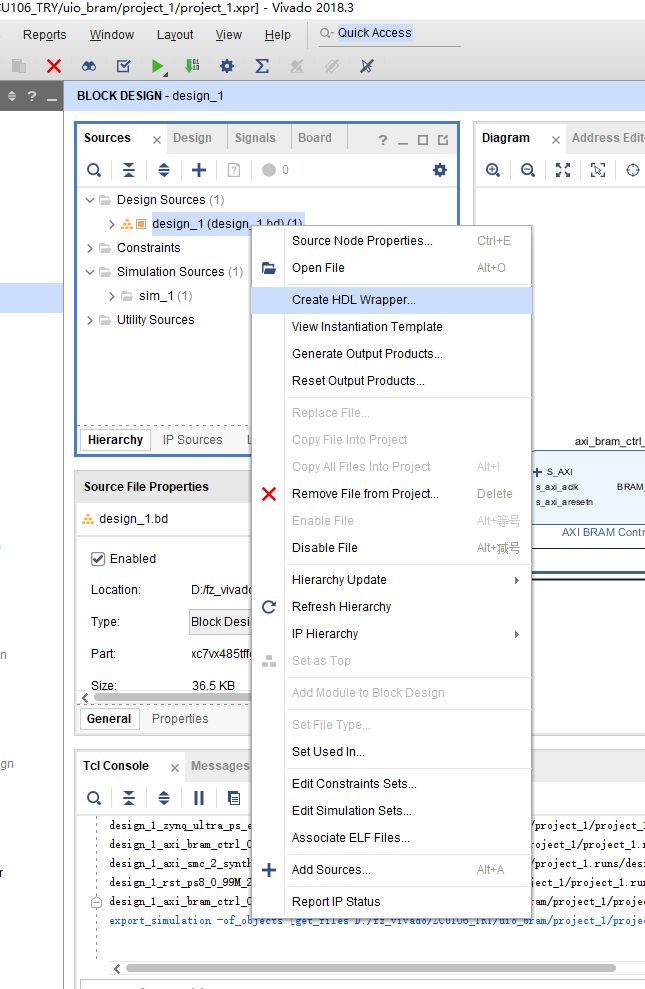 CU106_TRY/uio_bram/project_1/project_1.xpr] - Vivado 2018.3
Reports Window Layout View Help Quick Access
BLOCK DESIGN - design_1
Sources Design Signals Board
Diagram Address Edit
0
Design Sources (1)
design_1 (design_1.bd) (1)
Constraints
Simulation Sources (1)
sim_1 (1)
Utility Sources
Hierarchy IP Sources
Source Node Properties... Ctrl+E
Open File Alt+O
Create HDL Wrapper...
View Instantiation Template
Generate Output Products...
Reset Output Products...
Replace File...
Copy File Into Project
Copy All Files Into Project Alt+I
Remove File from Project... Delete
Enable File Alt+等号
Disable File Alt+减号
Hierarchy Update
Refresh Hierarchy
IP Hierarchy
Set as Top
Add Module to Block Design
Set File Type...
Set Used In...
Edit Constraints Sets...
Edit Simulation Sets...
Associate ELF Files...
Add Sources... Alt+A
Report IP Status
axi_bram_ctrl_
S_AXI
s_axi_aclk BRAM_
s_axi_aresetn
AXI BRAM Contr
Source File Properties
design_1.bd
Enabled
Location: D:/fz_vivado
Type: Block Desi
Part: xc7vx485tffg
Size: 36.5 KB
General Properties
n
gn
r
Tcl Console Messages
design_1_zynq_ultra_ps_e /project_1/project_1
design_1_axi_bram_ctrl_0 /project_1/project_1.r
design_1_axi_smc_2_synth project_1.runs/des
design_1_rst_ps8_0_99M_2 ject_1/project_1.run
design_1_axi_bram_ctrl_0 ram/project_1/projec
export_simulation -of_objects [get_files D:/fz_vivado/ZCU106_TRY/uio_bram/project_1/projec